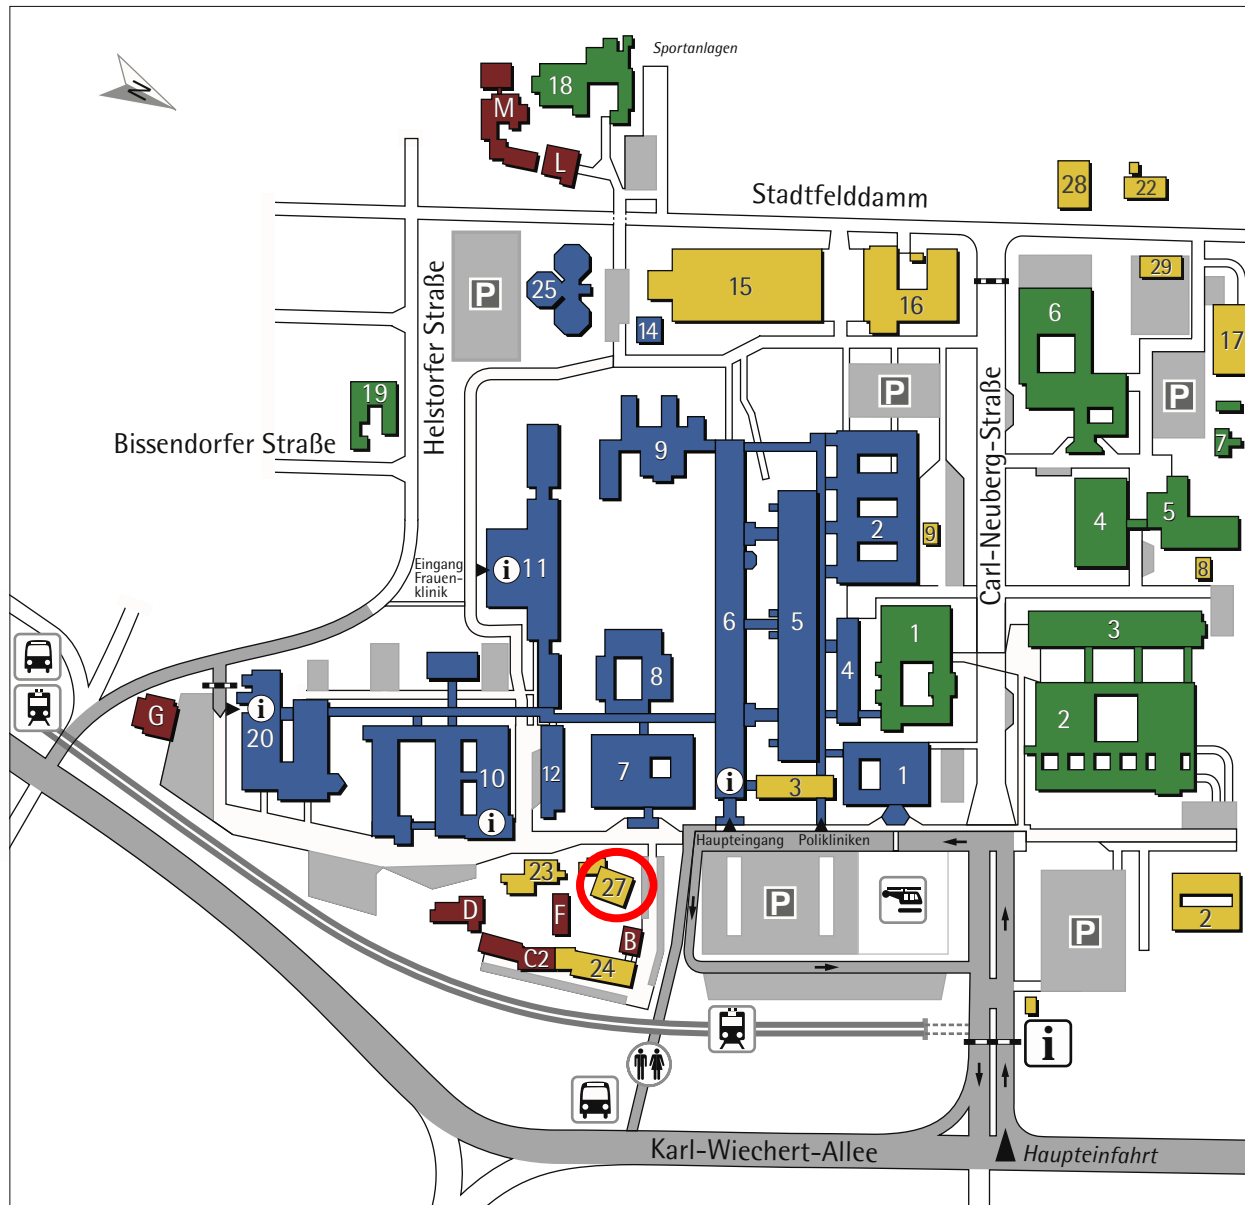 Sportanlagen
18
M
L
N
Stadtfelddamm
28
22
29
Helstorfer Straße
P
25
14
15
16
6
17
19
Bissendorfer Straße
P
Carl-Neuberg-Straße
P
7
9
2
9
4
5
8
Eingang
Frauen-
klinik
i
11
6
5
1
3
8
4
2
G
i
20
10
i
12
7
i
3
1
Haupteingang
Polikliniken
23
27
D
F
B
C2
24
P
P
2
i
Karl-Wiechert-Allee
Haupteinfahrt